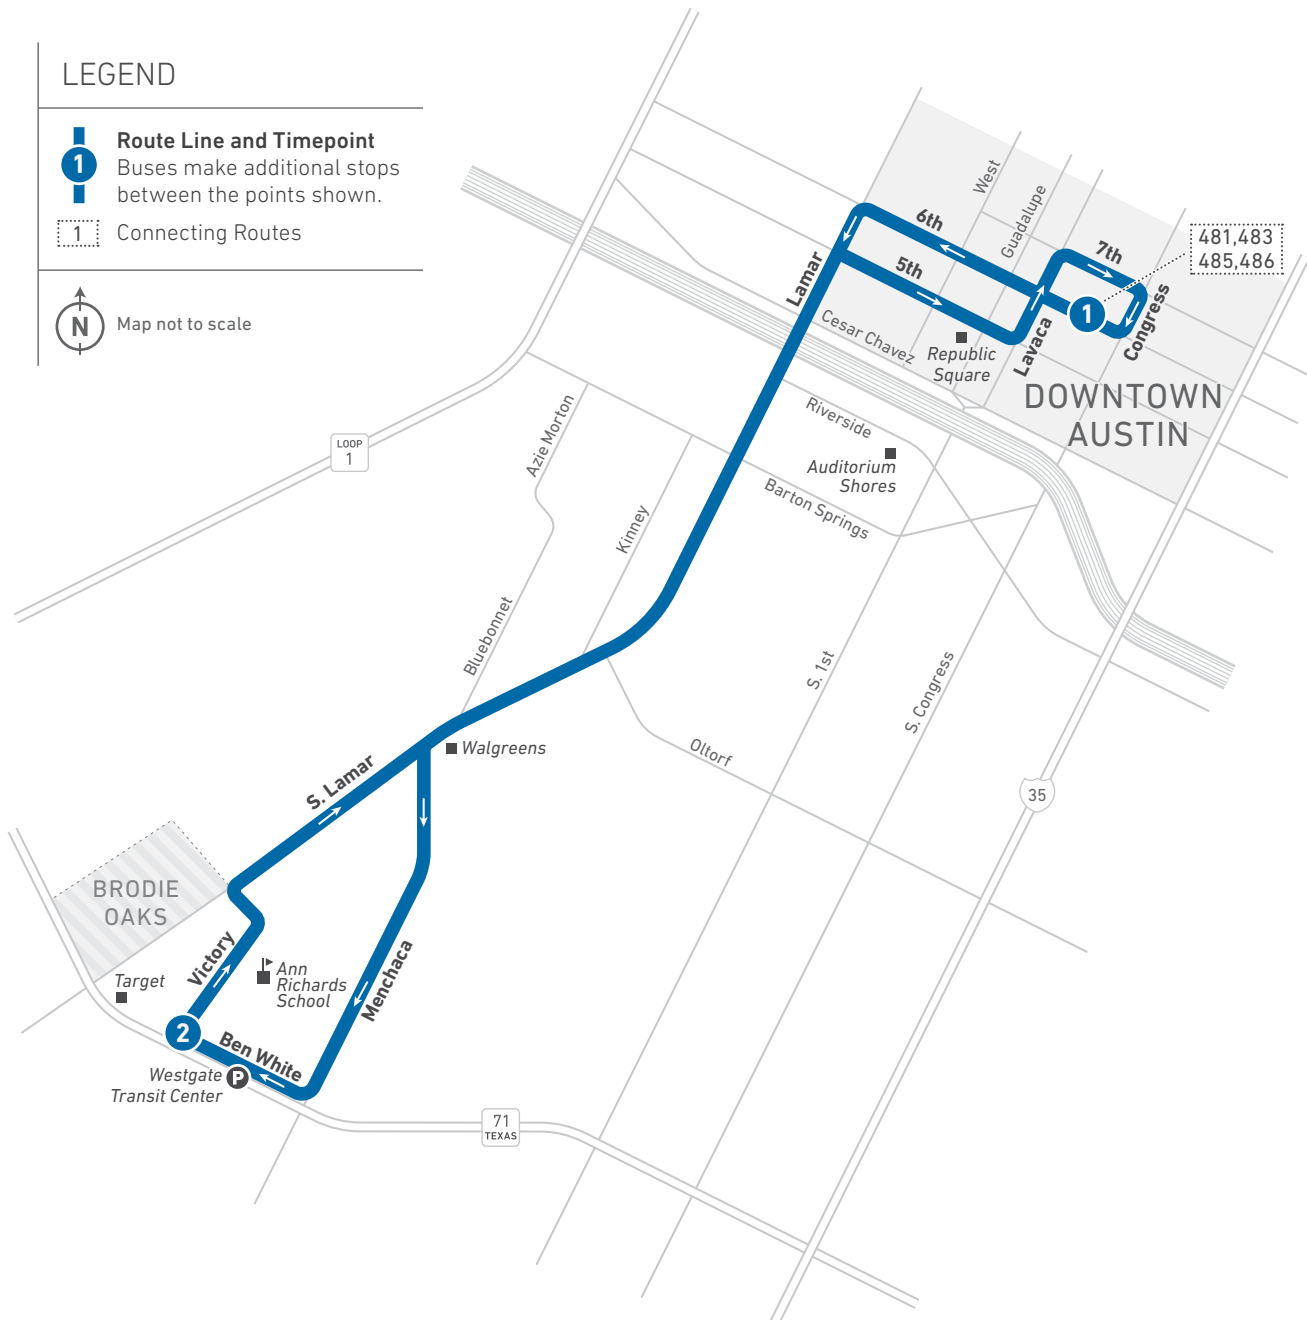 LEGEND
1
Route Line and Timepoint
Buses make additional stops
between the points shown.
1
Connecting Routes
N
Map not to scale
LOOP
1
West
Guadalupe
6th
5th
7th
481,483
485,486
1
Lamar
Lavaca
Congress
Cesar Chavez
Republic
Square
DOWNTOWN
AUSTIN
Riverside
Auditorium
Shores
Barton Springs
Azie Morton
Kinney
Bluebonnet
S. 1st
S. Congress
Oltorf
Walgreens
S. Lamar
35
BRODIE
OAKS
Victory
Target
Ann
Richards
School
Menchaca
2
Ben White
Westgate
Transit Center
P
71
TEXAS